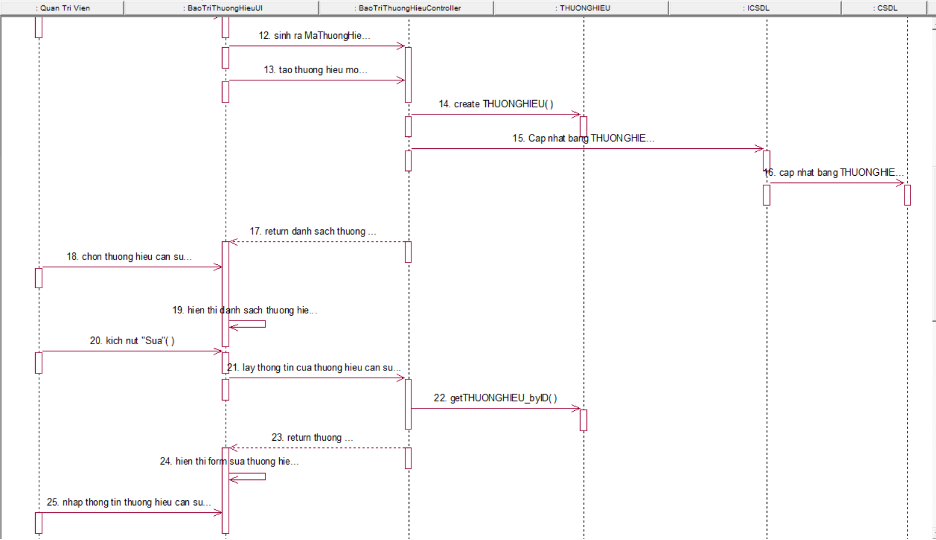 : Quan Tri Vien
: BaoTriThuongHieuUI
: BaoTriThuongHieuController
: THUONGHIEU
: ICSDL
: CSDL
12. sinh ra MaThuongHie...
13. tao thuong hieu mo...
14. create THUONGHIEU( )
15. Cap nhat bang THUONGHIE...
16. cap nhat bang THUONGHIE...
17. return danh sach thuong ...
18. chon thuong hieu can su...
19. hien thi danh sach thuong hie...
20. kich nut "Sua"( )
21. lay thong tin cua thuong hieu can su...
22. getTHUONGHIEU_byID( )
23. return thuong ...
24. hien thi form sua thuong hie...
25. nhap thong tin thuong hieu can su...